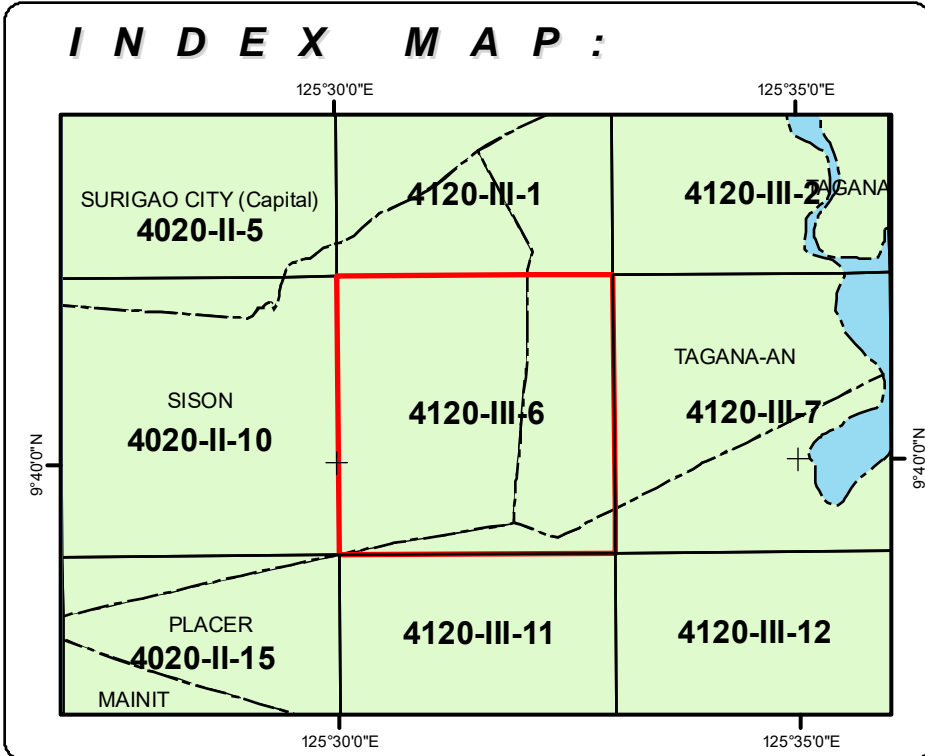 INDEX MAP:
125°30'0"E
125°35'0"E
4120-III-1
4120-III-2
TAGANA
SURIGAO CITY (Capital)
4020-II-5
TAGANA-AN
SISON
4120-III-6
4120-III-7
4020-II-10
9°40'0"N
9°40'0"N
PLACER
4120-III-11
4120-III-12
4020-II-15
MAINIT
125°30'0"E
125°35'0"E